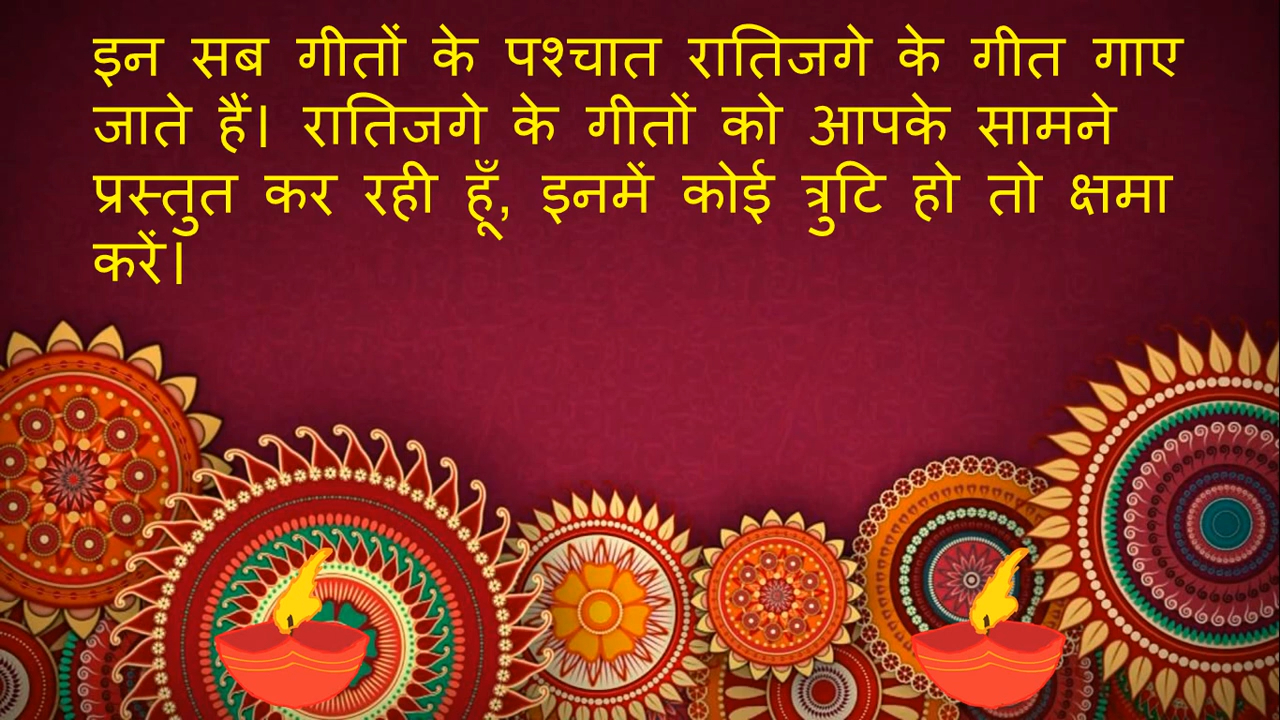 इन सब गीतों के पश्चात रातिजगे के गीत गाए
जाते हैं। रातिजगे के गीतों को आपके सामने
प्रस्तुत कर रही हूँ, इनमें कोई त्रुटि हो तो क्षमा
करें।